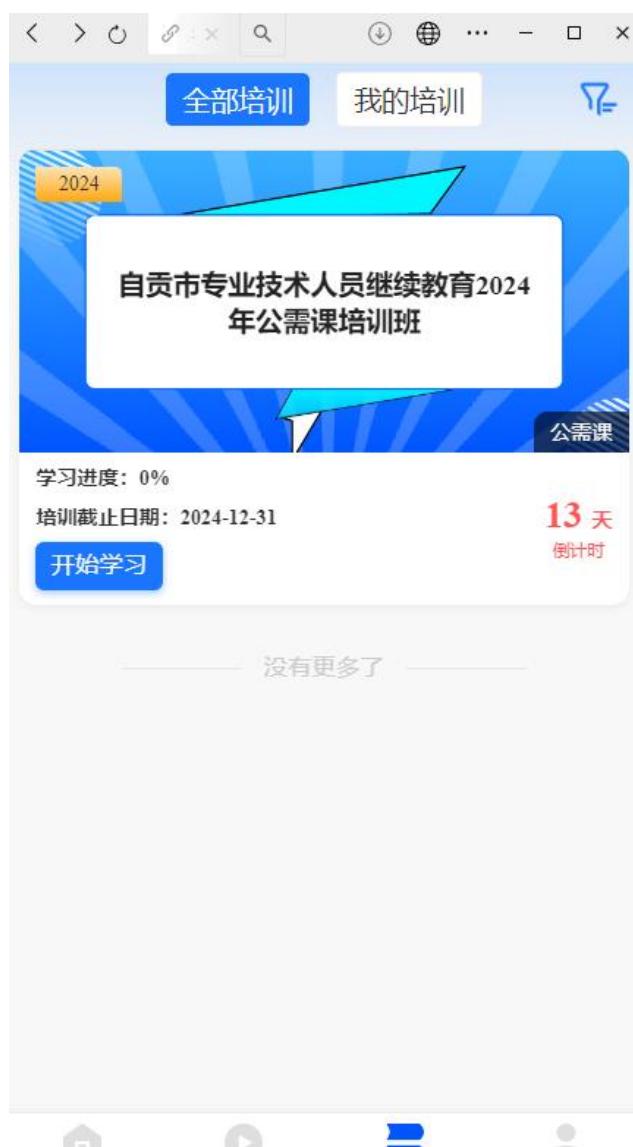 全部培训 我的培训
2024
自贡市专业技术人员继续教育2024
年公需课培训班
公需课
学习进度：0%
培训截止日期：2024-12-31
13 天
倒计时
开始学习
没有更多了